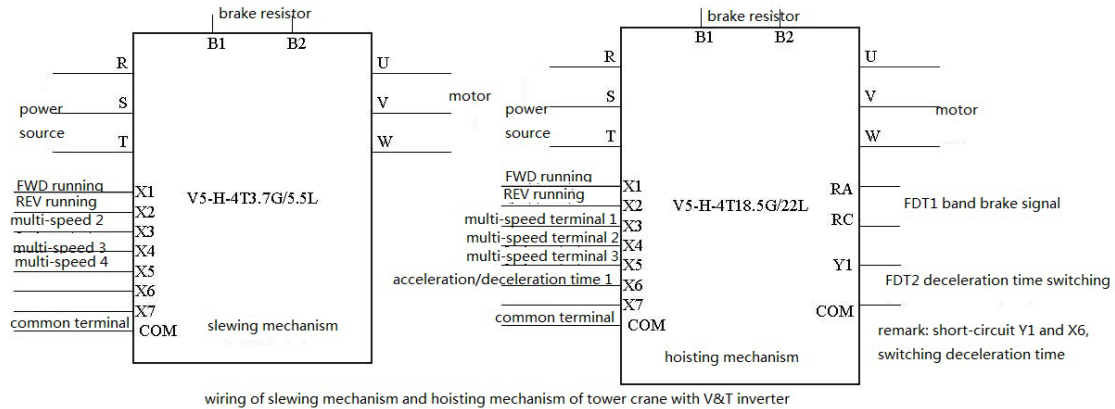 brake resistor
B1 B2
R
S
T
power
source
U
V
W
motor
FWD running
X1
REV running
X2
multi-speed 2
X3
multi-speed 3
X4
multi-speed 4
X5
X6
X7
common terminal
COM
V5-H-4T3.7G/5.5L
slewing mechanism
brake resistor
B1 B2
R
S
T
power
source
U
V
W
motor
FWD running
X1
REV running
X2
multi-speed terminal 1
X3
multi-speed terminal 2
X4
multi-speed terminal 3
X5
acceleration/deceleration time 1
X6
X7
common terminal
COM
V5-H-4T18.5G/22L
hoisting mechanism
RA
RC
FDT1 band brake signal
Y1
FDT2 deceleration time switching
COM
remark: short-circuit Y1 and X6,
switching deceleration time
wiring of slewing mechanism and hoisting mechanism of tower crane with V&T inverter